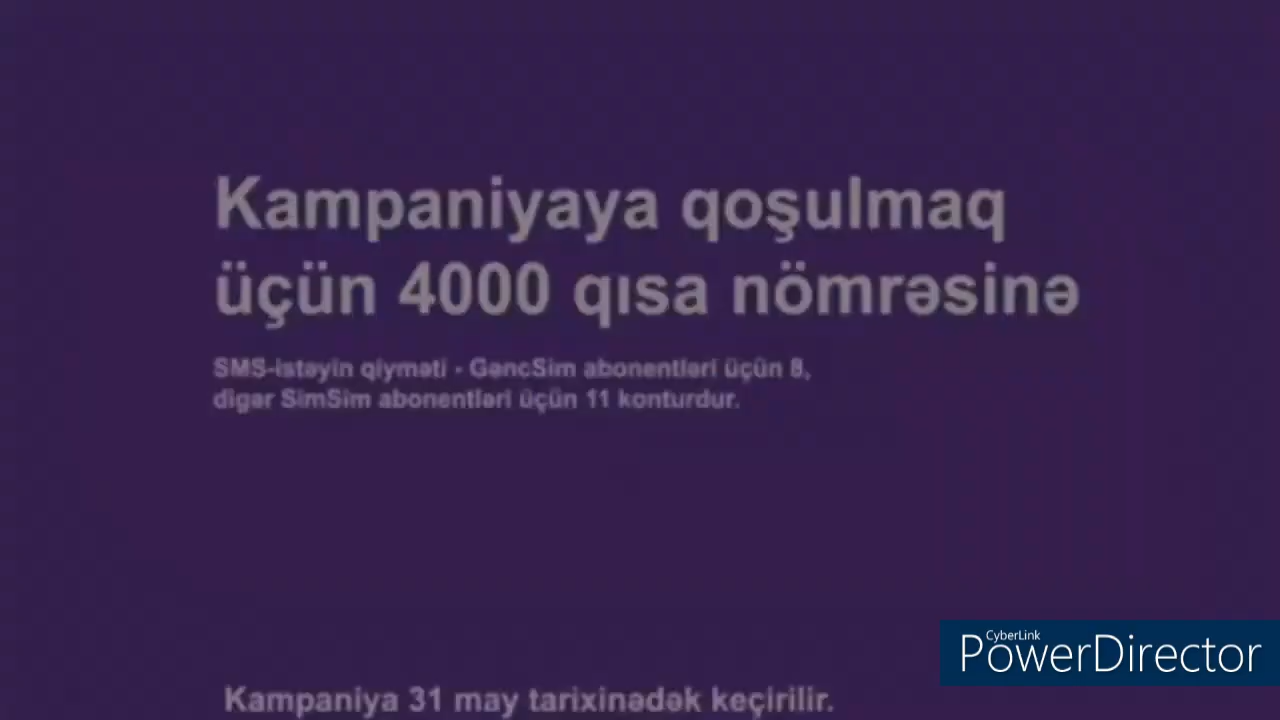 Kampaniyaya qoşulmaq
üçün 4000 qısa nömrəsinə
SMS-istəyin qiyməti - GəncSim abonentləri üçün 8,
digər SimSim abonentləri üçün 11 konturdur.
CyberLink
PowerDirector
Kampaniya 31 may tarixinədək keçirilir.